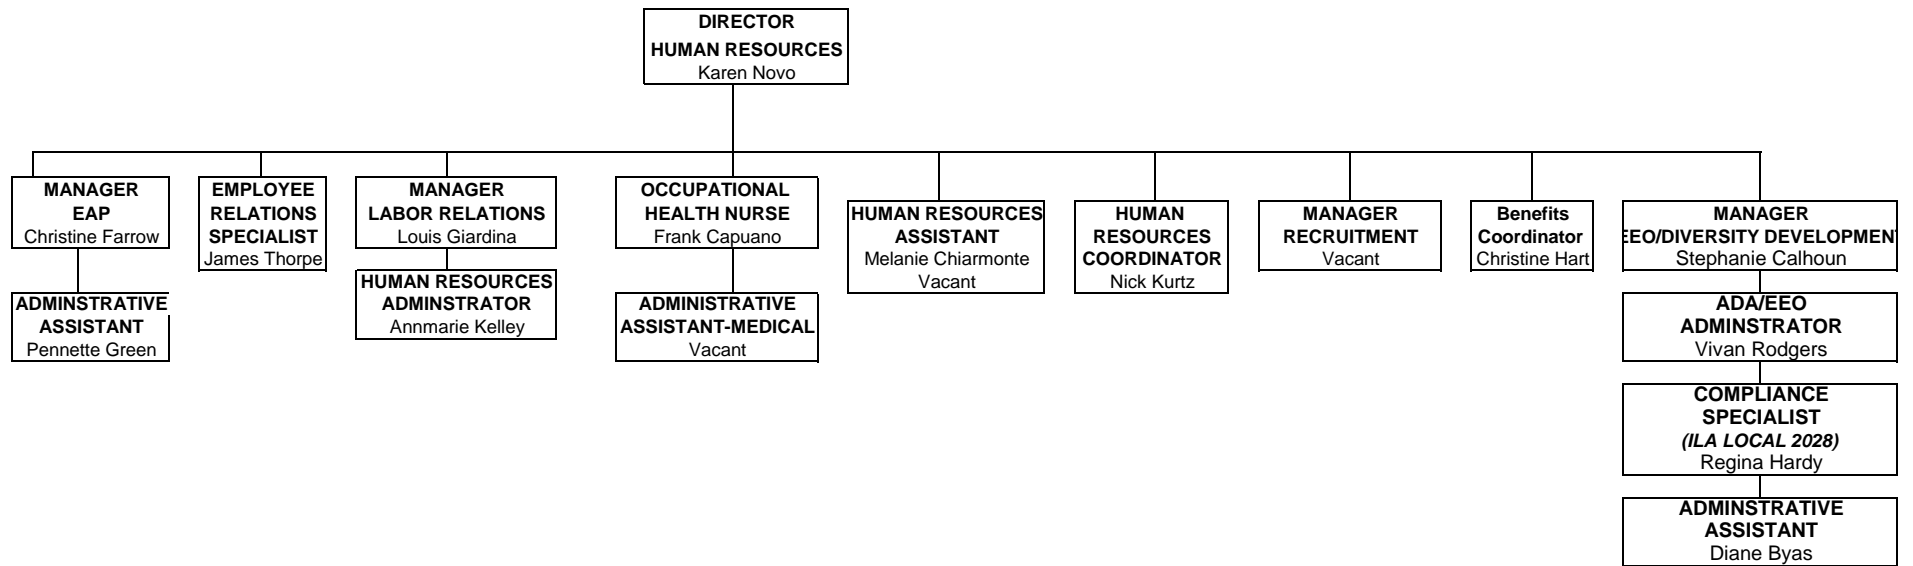 DIRECTOR
HUMAN RESOURCES
Karen Novo
MANAGER
EAP
Christine Farrow
EMPLOYEE
RELATIONS
SPECIALIST
James Thorpe
MANAGER
LABOR RELATIONS
Louis Giardina
OCCUPATIONAL
HEALTH NURSE
Frank Capuano
HUMAN RESOURCES
ASSISTANT
Melanie Chiarmonte
Vacant
HUMAN
RESOURCES
COORDINATOR
Nick Kurtz
MANAGER
RECRUITMENT
Vacant
Benefits
Coordinator
Christine Hart
MANAGER
EEO/DIVERSITY DEVELOPMENT
Stephanie Calhoun
ADMINSTRATIVE
ASSISTANT
Pennette Green
HUMAN RESOURCES
ADMINSTRATOR
Annmarie Kelley
ADMINISTRATIVE
ASSISTANT-MEDICAL
Vacant
ADA/EEO
ADMINSTRATOR
Vivan Rodgers
COMPLIANCE
SPECIALIST
(ILA LOCAL 2028)
Regina Hardy
ADMINSTRATIVE
ASSISTANT
Diane Byas